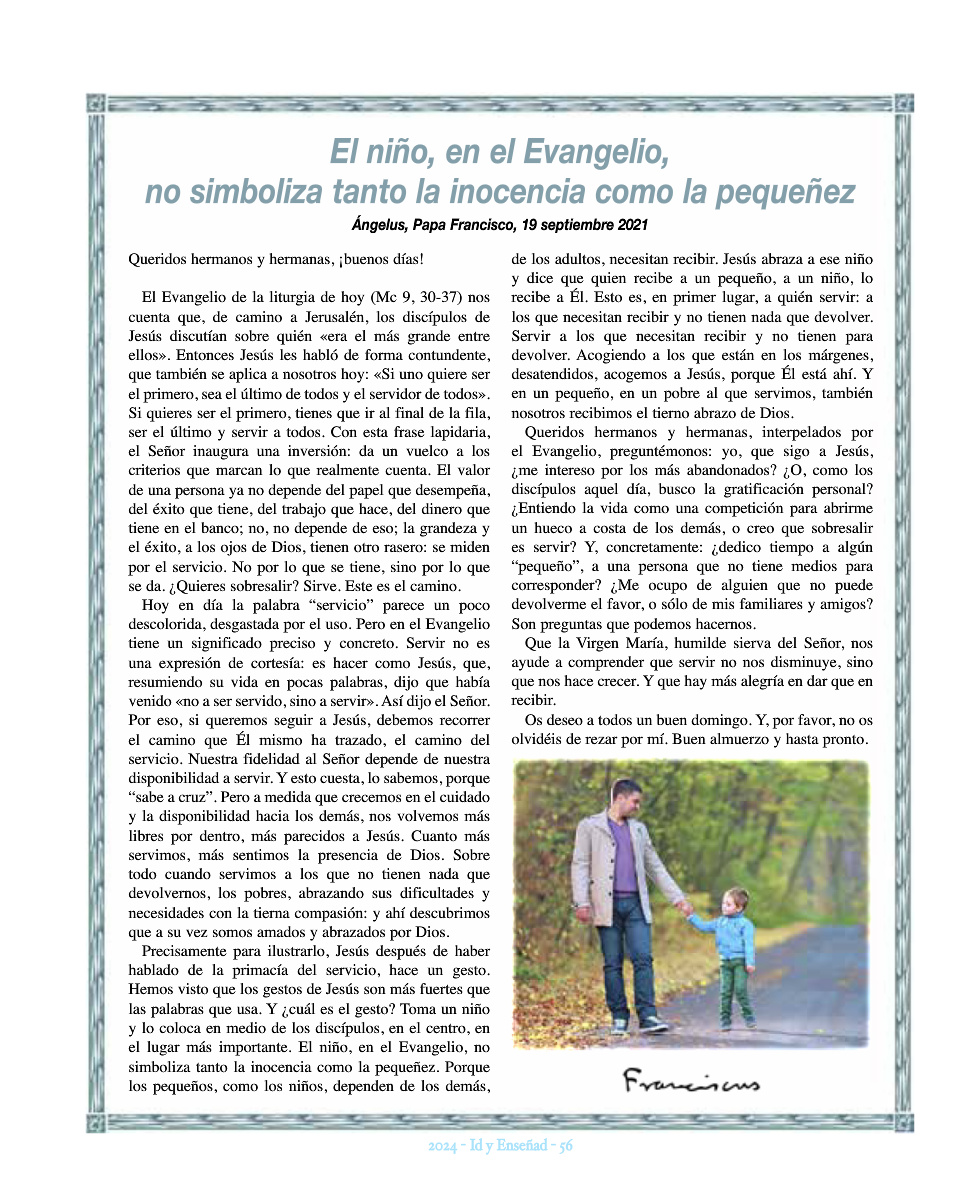 El niño, en el Evangelio,
no simboliza tanto la inocencia como la pequeñez
Ángelus, Papa Francisco, 19 septiembre 2021
Queridos hermanos y hermanas, ¡buenos días!
El Evangelio de la liturgia de hoy (Mc 9, 30-37) nos
cuenta que, de camino a Jerusalén, los discípulos de
Jesús discutían sobre quién «era el más grande entre
ellos». Entonces Jesús les habló de forma contundente,
que también se aplica a nosotros hoy: «Si uno quiere ser
el primero, sea el último de todos y el servidor de todos».
Si quieres ser el primero, tienes que ir al final de la fila,
ser el último y servir a todos. Con esta frase lapidaria,
el Señor inaugura una inversión: da un vuelco a los
criterios que marcan lo que realmente cuenta. El valor
de una persona ya no depende del papel que desempeña,
del éxito que tiene, del trabajo que hace, del dinero que
tiene en el banco; no, no depende de eso; la grandeza y
el éxito, a los ojos de Dios, tienen otro rasero: se miden
por el servicio. No por lo que se tiene, sino por lo que
se da. ¿Quieres sobresalir? Sirve. Este es el camino.
Hoy en día la palabra “servicio” parece un poco
descolorida, desgastada por el uso. Pero en el Evangelio
tiene un significado preciso y concreto. Servir no es
una expresión de cortesía: es hacer como Jesús, que,
resumiendo su vida en pocas palabras, dijo que había
venido «no a ser servido, sino a servir». Así dijo el Señor.
Por eso, si queremos seguir a Jesús, debemos recorrer
el camino que Él mismo ha trazado, el camino del
servicio. Nuestra fidelidad al Señor depende de nuestra
disponibilidad a servir. Y esto cuesta, lo sabemos, porque
“sabe a cruz”. Pero a medida que crecemos en el cuidado
y la disponibilidad hacia los demás, nos volvemos más
libres por dentro, más parecidos a Jesús. Cuanto más
servimos, más sentimos la presencia de Dios. Sobre
todo cuando servimos a los que no tienen nada que
devolvernos, los pobres, abrazando sus dificultades y
necesidades con la tierna compasión: y ahí descubrimos
que a su vez somos amados y abrazados por Dios.
Precisamente para ilustrarlo, Jesús después de haber
hablado de la primacía del servicio, hace un gesto.
Hemos visto que los gestos de Jesús son más fuertes que
las palabras que usa. Y ¿cuál es el gesto? Toma un niño
y lo coloca en medio de los discípulos, en el centro, en
el lugar más importante. El niño, en el Evangelio, no
simboliza tanto la inocencia como la pequeñez. Porque
los pequeños, como los niños, dependen de los demás,
de los adultos, necesitan recibir. Jesús abraza a ese niño
y dice que quien recibe a un pequeño, a un niño, lo
recibe a Él. Esto es, en primer lugar, a quién servir: a
los que necesitan recibir y no tienen nada que devolver.
Servir a los que necesitan recibir y no tienen para
devolver. Acogiendo a los que están en los márgenes,
desatendidos, acogemos a Jesús, porque Él está ahí. Y
en un pequeño, en un pobre al que servimos, también
nosotros recibimos el tierno abrazo de Dios.
Queridos hermanos y hermanas, interpelados por
el Evangelio, preguntémonos: yo, que sigo a Jesús,
¿me intereso por los más abandonados? ¿O, como los
discípulos aquel día, busco la gratificación personal?
¿Entiendo la vida como una competición para abrirme
un hueco a costa de los demás, o creo que sobresalir
es servir? Y, concretamente: ¿dedico tiempo a algún
“pequeño”, a una persona que no tiene medios para
corresponder? ¿Me ocupo de alguien que no puede
devolverme el favor, o sólo de mis familiares y amigos?
Son preguntas que podemos hacernos.
Que la Virgen María, humilde sierva del Señor, nos
ayude a comprender que servir no nos disminuye, sino
que nos hace crecer. Y que hay más alegría en dar que en
recibir.
Os deseo a todos un buen domingo. Y, por favor, no os
olvidéis de rezar por mí. Buen almuerzo y hasta pronto.
Franciscus
2024 - Id y Enseñad - 56